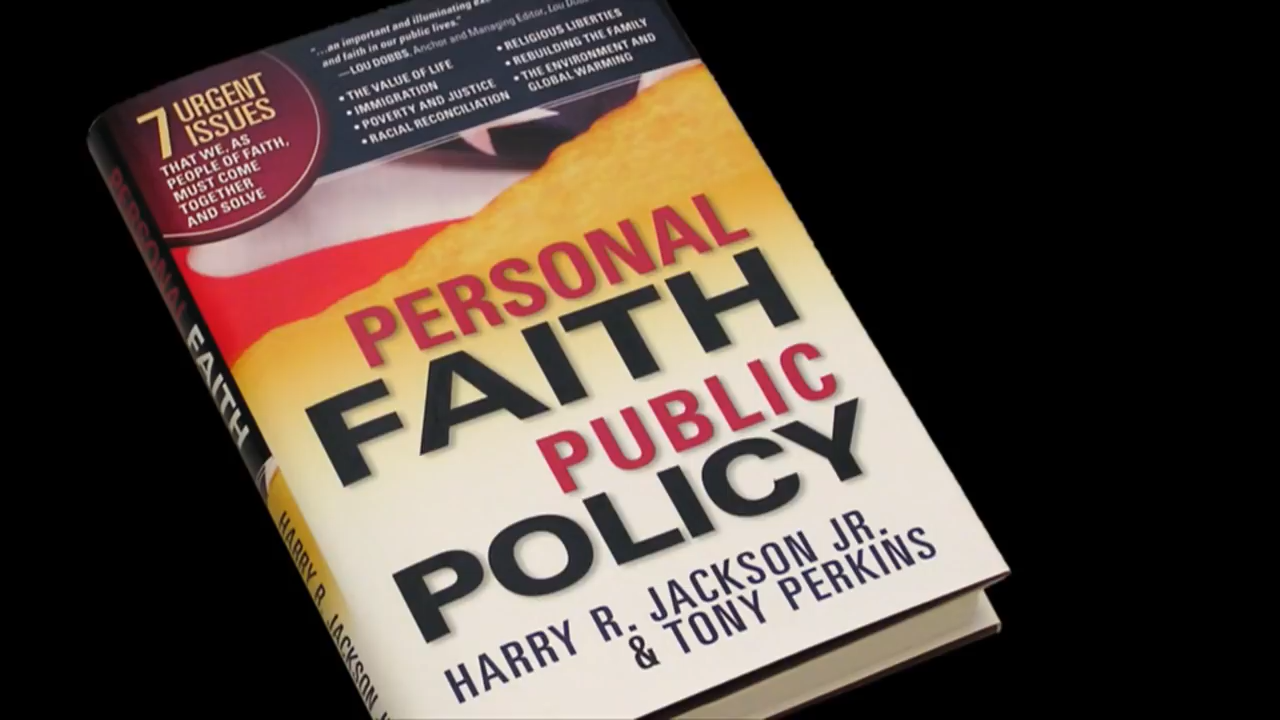 "...an important and illuminating
and faith in our public lives."
—LOU DOBBS, Anchor and Managing Editor, Lou
• THE VALUE OF LIFE
• IMMIGRATION
• POVERTY AND JUSTICE
• RACIAL RECONCILIATION
• RELIGIOUS LIBERTIES
• REBUILDING THE FAMILY
• THE ENVIRONMENT AND
GLOBAL WARMING
7 URGENT
ISSUES
THAT WE, AS
PEOPLE OF FAITH,
MUST COME
TOGETHER
AND SOLVE
PERSONAL
FAITH
PUBLIC
POLICY
HARRY R. JACKSON JR.
& TONY PERKINS
PERSONAL FAITH
HARRY R. JACKSON